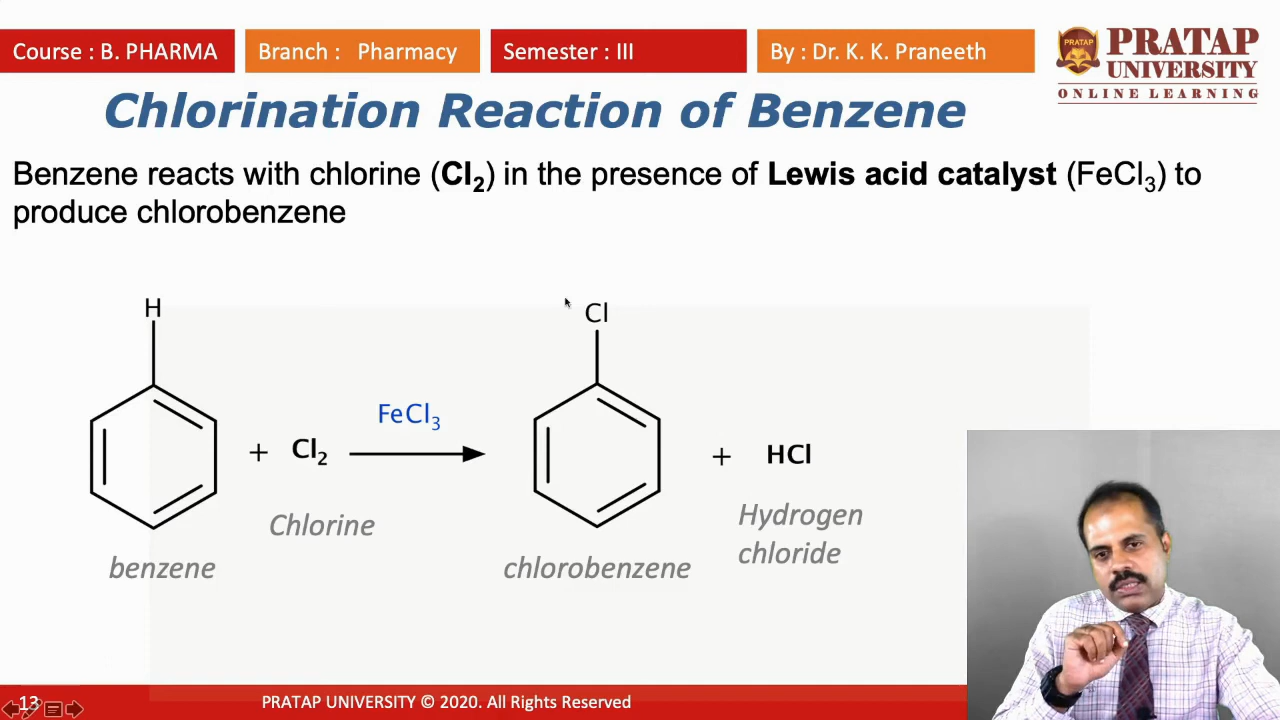 Course : B. PHARMA
Branch : Pharmacy
Semester : III
By : Dr. K. K. Praneeth
PRATAP
PRATAP
UNIVERSITY
ONLINE LEARNING
Chlorination Reaction of Benzene
Benzene reacts with chlorine (Cl₂) in the presence of Lewis acid catalyst (FeCl₃) to
produce chlorobenzene
H
Cl
FeCl₃
+ Cl₂
+ HCl
Chlorine
Hydrogen
chloride
benzene
chlorobenzene
13
PRATAP UNIVERSITY © 2020. All Rights Reserved